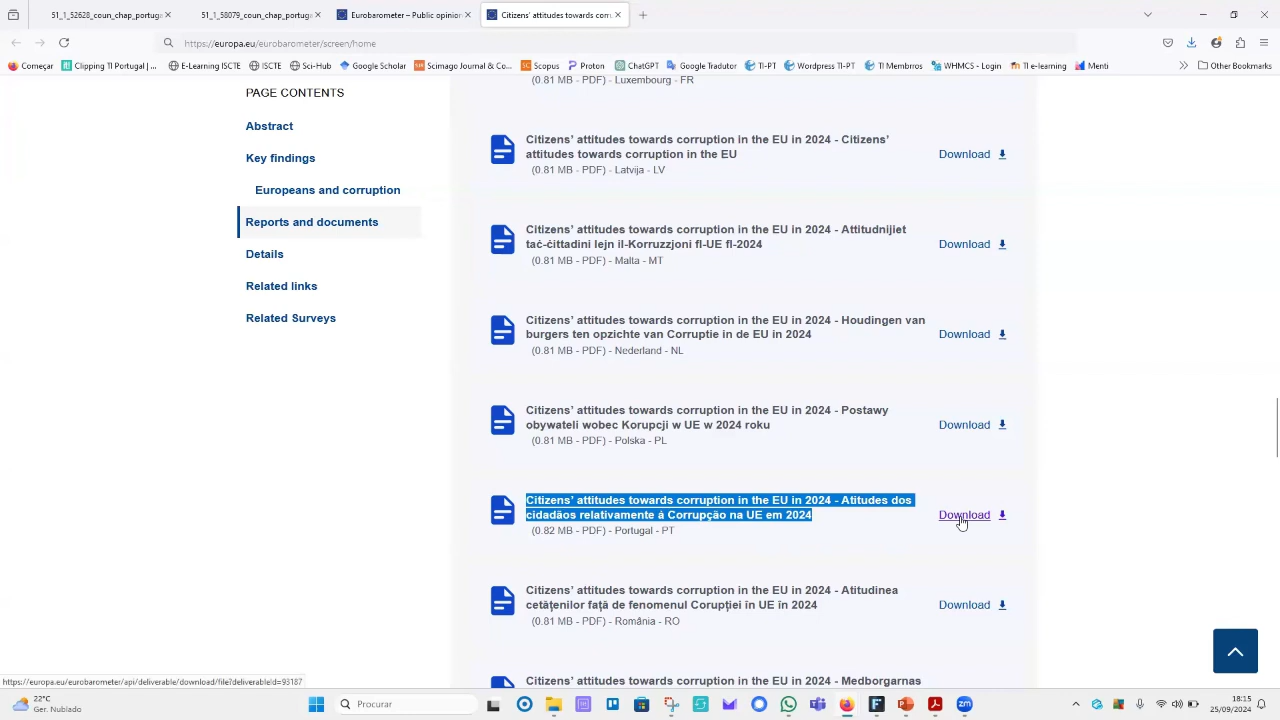 51_1_52628_coun_chap_portug
51_1_58079_coun_chap_portug
Eurobarometer – Public opinion
Citizens' attitudes towards corr
https://europa.eu/eurobarometer/screen/home
Começar
Clipping TI Portugal | ...
E-Learning ISCTE
ISCTE
Sci-Hub
Google Scholar
Scimago Journal & Co...
Scopus
Proton
ChatGPT
Google Tradutor
TI-PT
Wordpress TI-PT
TI Membrros
WHMCS - Login
TI e-learning
Menti
Other Bookmarks
PAGE CONTENTS
Abstract
Key findings
Europeans and corruption
Reports and documents
Details
Related links
Related Surveys
(0.81 MB - PDF) - Luxembourg - FR
Citizens' attitudes towards corruption in the EU in 2024 - Citizens'
attitudes towards corruption in the EU
(0.81 MB - PDF) - Latvija - LV
Download
Citizens' attitudes towards corruption in the EU in 2024 - Attitudnijiet
taċ-ċittadini lejn il-Korruzzjoni fl-UE fl-2024
(0.81 MB - PDF) - Malta - MT
Download
Citizens' attitudes towards corruption in the EU in 2024 - Houdingen van
burgers ten opzichte van Corruptie in de EU in 2024
(0.81 MB - PDF) - Nederland - NL
Download
Citizens' attitudes towards corruption in the EU in 2024 - Postawy
obywateli wobec Korupcji w UE w 2024 roku
(0.81 MB - PDF) - Polska - PL
Download
Citizens' attitudes towards corruption in the EU in 2024 - Atitudes dos
cidadãos relativamente à Corrupção na UE em 2024
(0.82 MB - PDF) - Portugal - PT
Download
Citizens' attitudes towards corruption in the EU in 2024 - Atitudinea
cetățenilor față de fenomenul Corupției în UE în 2024
(0.81 MB - PDF) - România - RO
Download
Citizens' attitudes towards corruption in the EU in 2024 - Medborgarnas
https://europa.eu/eurobarometer/api/deliverable/download/file?deliverableId=93187
22°C
Ger. Nublado
Procurar
18:15
25/09/2024